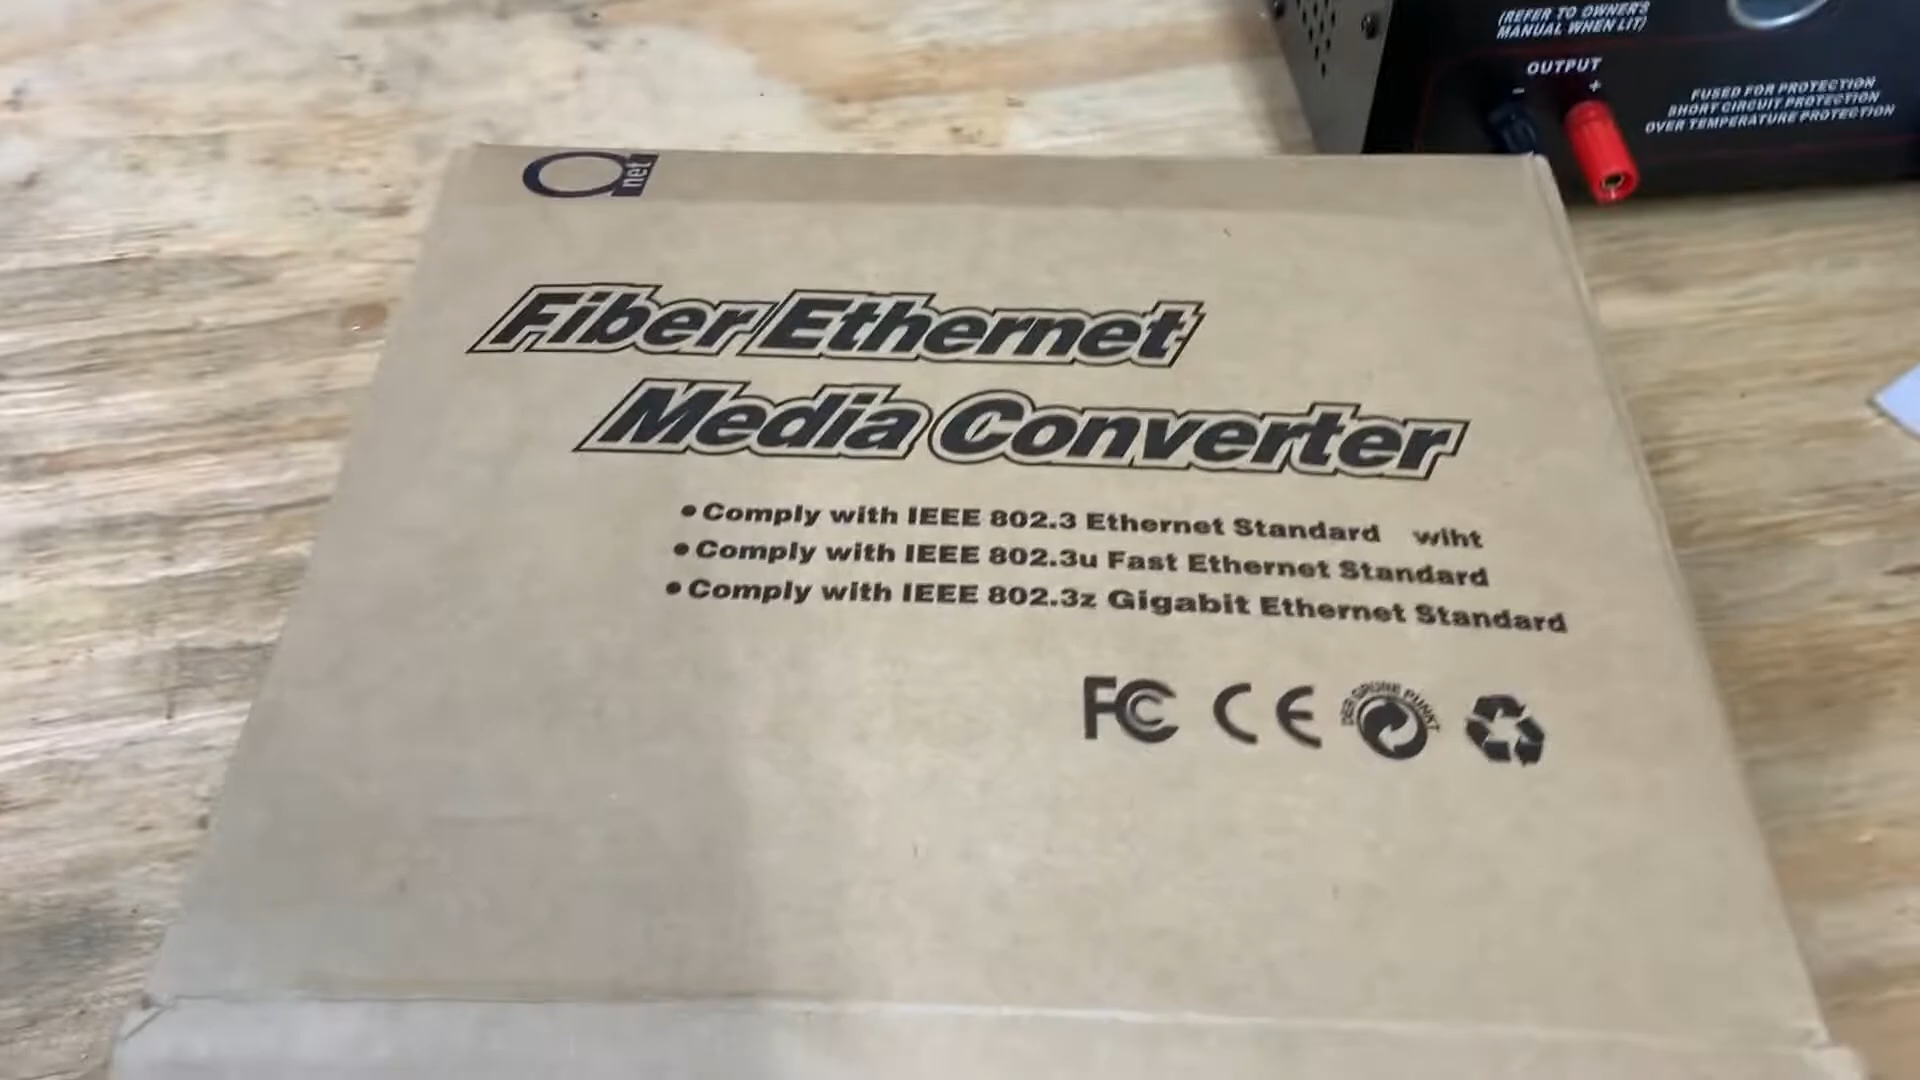 (REFER TO OWNER'S
MANUAL WHEN LIT)
OUTPUT
- +
FUSED FOR PROTECTION
SHORT CIRCUIT PROTECTION
OVER TEMPERATURE PROTECTION
net
Fiber Ethernet
Media Converter
• Comply with IEEE 802.3 Ethernet Standard wiht
• Comply with IEEE 802.3u Fast Ethernet Standard
• Comply with IEEE 802.3z Gigabit Ethernet Standard
FC CE DER GRÜNE PUNKT